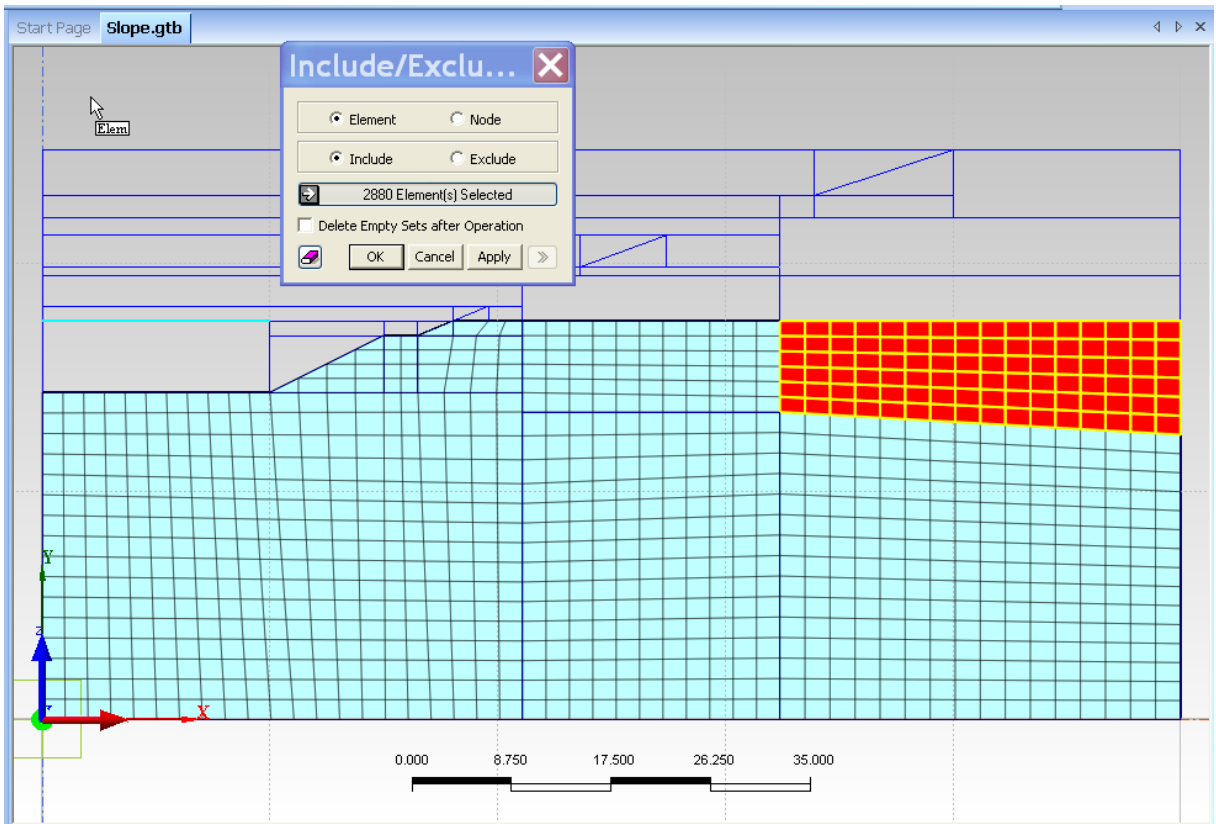 Start Page Slope.gtb
Include/Exclu...
Elem
Element Node
Include Exclude
2880 Element(s) Selected
Delete Empty Sets after Operation
OK Cancel Apply
Y
z
X
0.000 8.750 17.500 26.250 35.000